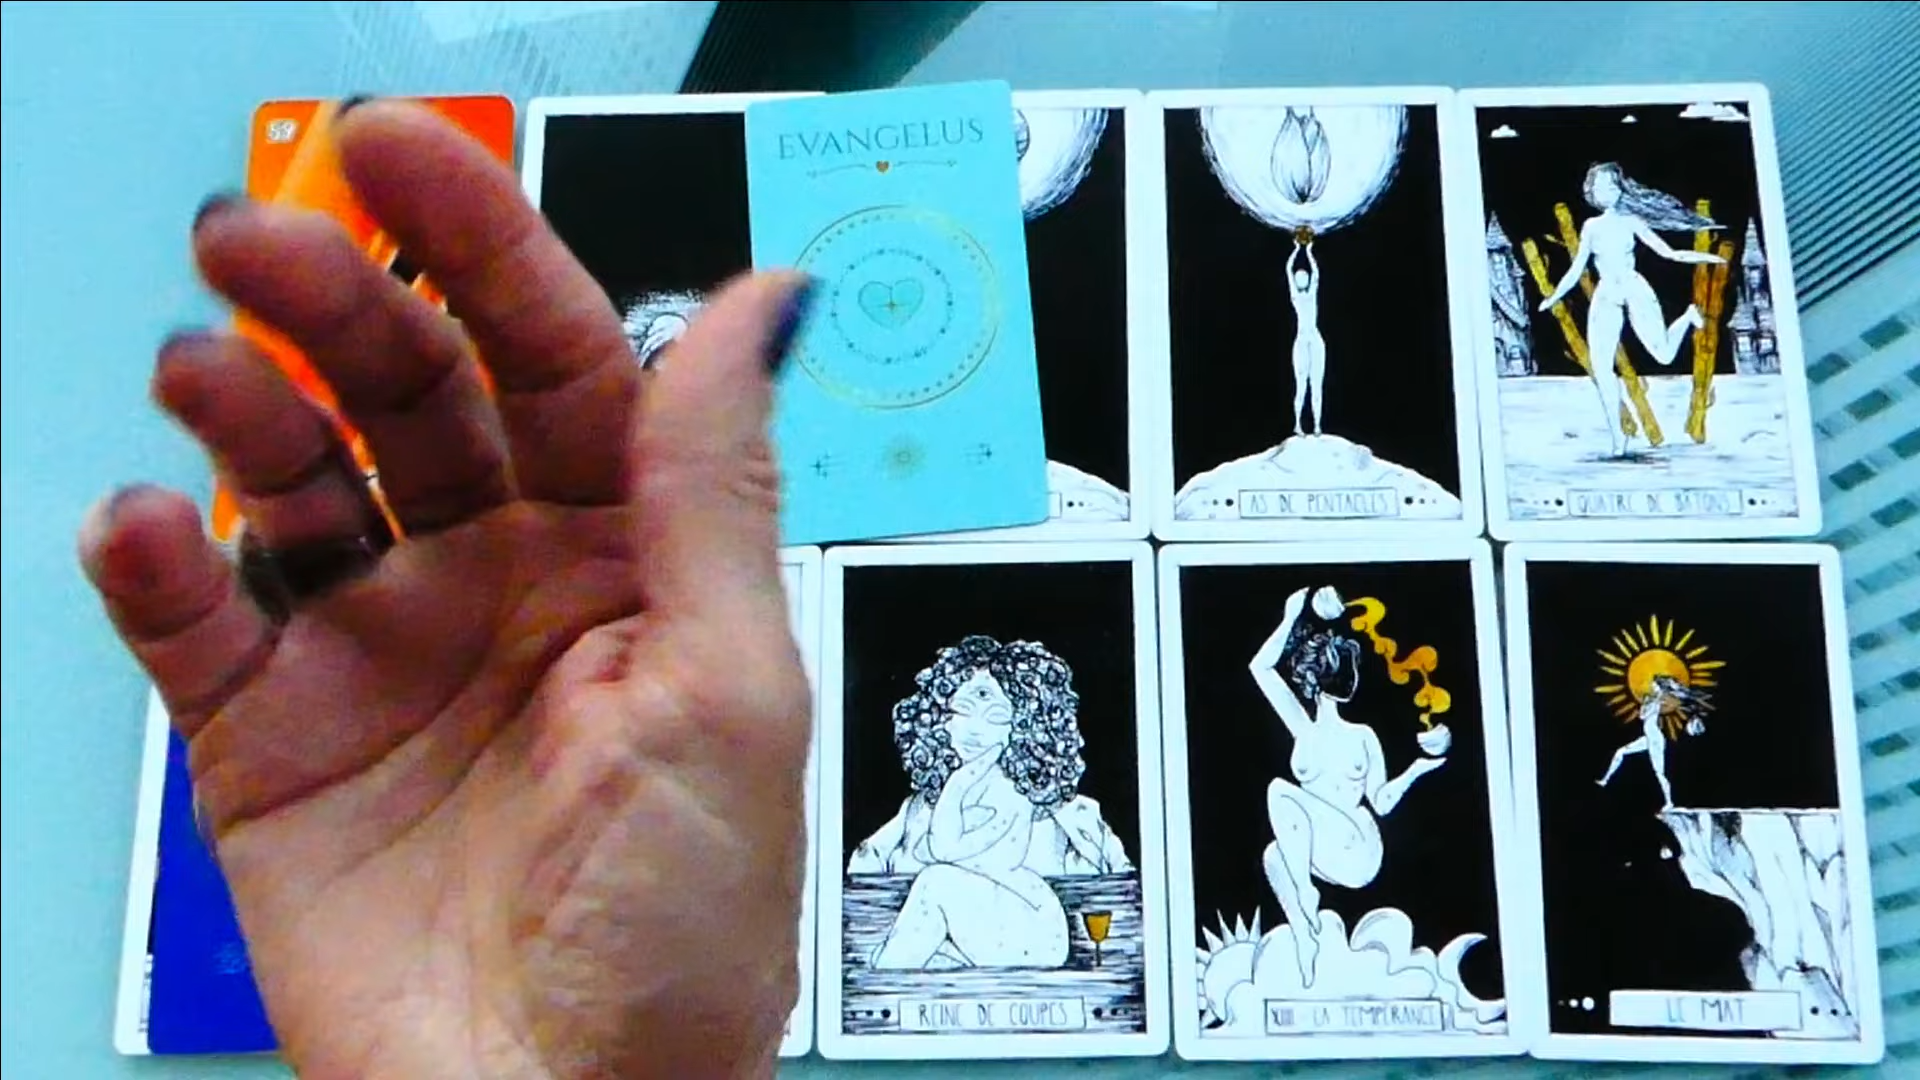 59
EVANGELUS
AS DE PENTACLES
QUATRE DE BÂTONS
REINE DE COUPES
XIIII LA TEMPÉRANCE
LE MAT